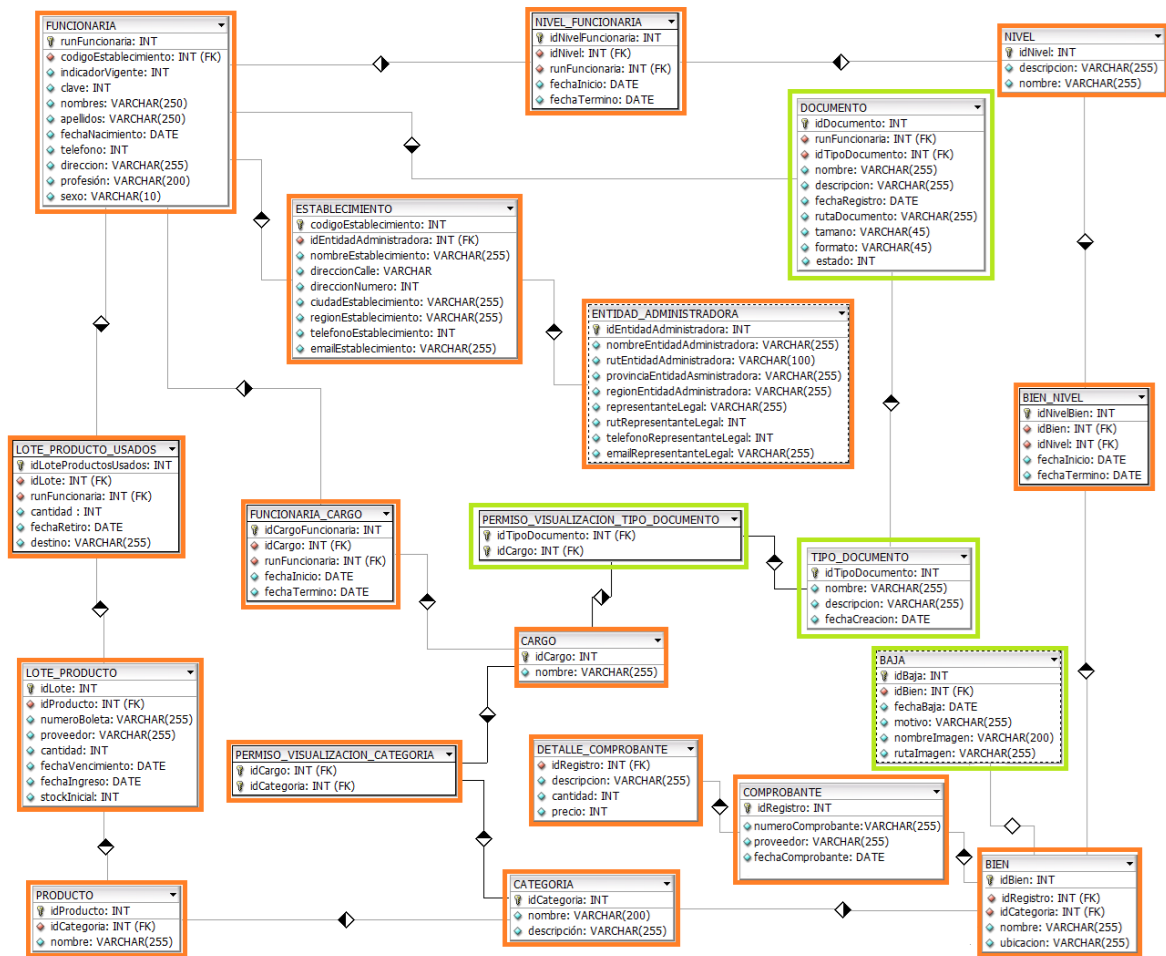 FUNCIONARIA
runFuncionaria: INT
codigoEstablecimiento: INT (FK)
indicadorVigente: INT
clave: INT
nombres: VARCHAR(250)
apellidos: VARCHAR(250)
fechaNacimiento: DATE
telefono: INT
direccion: VARCHAR(255)
profesión: VARCHAR(200)
sexo: VARCHAR(10)
NIVEL_FUNCIONARIA
idNivelFuncionaria: INT
idNivel: INT (FK)
runFuncionaria: INT (FK)
fechaInicio: DATE
fechaTermino: DATE
NIVEL
idNivel: INT
descripcion: VARCHAR(255)
nombre: VARCHAR(255)
DOCUMENTO
idDocumento: INT
runFuncionaria: INT (FK)
idTipoDocumento: INT (FK)
nombre: VARCHAR(255)
descripcion: VARCHAR(255)
fechaRegistro: DATE
rutaDocumento: VARCHAR(255)
tamano: VARCHAR(45)
formato: VARCHAR(45)
estado: INT
ESTABLECIMIENTO
codigoEstablecimiento: INT
idEntidadAdministradora: INT (FK)
nombreEstablecimiento: VARCHAR(255)
direccionCalle: VARCHAR
direccionNumero: INT
ciudadEstablecimiento: VARCHAR(255)
regionEstablecimiento: VARCHAR(255)
telefonoEstablecimiento: INT
emailEstablecimiento: VARCHAR(255)
ENTIDAD_ADMINISTRADORA
idEntidadAdministradora: INT
nombreEntidadAdministradora: VARCHAR(255)
rutEntidadAdministradora: VARCHAR(100)
provinciaEntidadAsministradora: VARCHAR(255)
regionEntidadAdministradora: VARCHAR(255)
representanteLegal: VARCHAR(255)
rutRepresentanteLegal: INT
telefonoRepresentanteLegal: INT
emailRepresentanteLegal: VARCHAR(255)
BIEN_NIVEL
idNivelBien: INT
idBien: INT (FK)
idNivel: INT (FK)
fechaInicio: DATE
fechaTermino: DATE
LOTE_PRODUCTO_USADOS
idLoteProductosUsados: INT
idLote: INT (FK)
runFuncionaria: INT (FK)
cantidad : INT
fechaRetiro: DATE
destino: VARCHAR(255)
FUNCIONARIA_CARGO
idCargoFuncionaria: INT
idCargo: INT (FK)
runFuncionaria: INT (FK)
fechaInicio: DATE
fechaTermino: DATE
PERMISO_VISUALIZACION_TIPO_DOCUMENTO
idTipoDocumento: INT (FK)
idCargo: INT (FK)
TIPO_DOCUMENTO
idTipoDocumento: INT
nombre: VARCHAR(255)
descripcion: VARCHAR(255)
fechaCreacion: DATE
CARGO
idCargo: INT
nombre: VARCHAR(255)
BAJA
idBaja: INT
idBien: INT (FK)
fechaBaja: DATE
motivo: VARCHAR(255)
nombreImagen: VARCHAR(200)
rutaImagen: VARCHAR(255)
LOTE_PRODUCTO
idLote: INT
idProducto: INT (FK)
numeroBoleta: VARCHAR(255)
proveedor: VARCHAR(255)
cantidad: INT
fechaVencimiento: DATE
fechaIngreso: DATE
stockInicial: INT
PERMISO_VISUALIZACION_CATEGORIA
idCargo: INT (FK)
idCategoria: INT (FK)
DETALLE_COMPROBANTE
idRegistro: INT (FK)
descripcion: VARCHAR(255)
cantidad: INT
precio: INT
COMPROBANTE
idRegistro: INT
numeroComprobante:VARCHAR(255)
proveedor: VARCHAR(255)
fechaComprobante: DATE
PRODUCTO
idProducto: INT
idCategoria: INT (FK)
nombre: VARCHAR(255)
CATEGORIA
idCategoria: INT
nombre: VARCHAR(200)
descripción: VARCHAR(255)
BIEN
idBien: INT
idRegistro: INT (FK)
idCategoria: INT (FK)
nombre: VARCHAR(255)
ubicacion: VARCHAR(255)